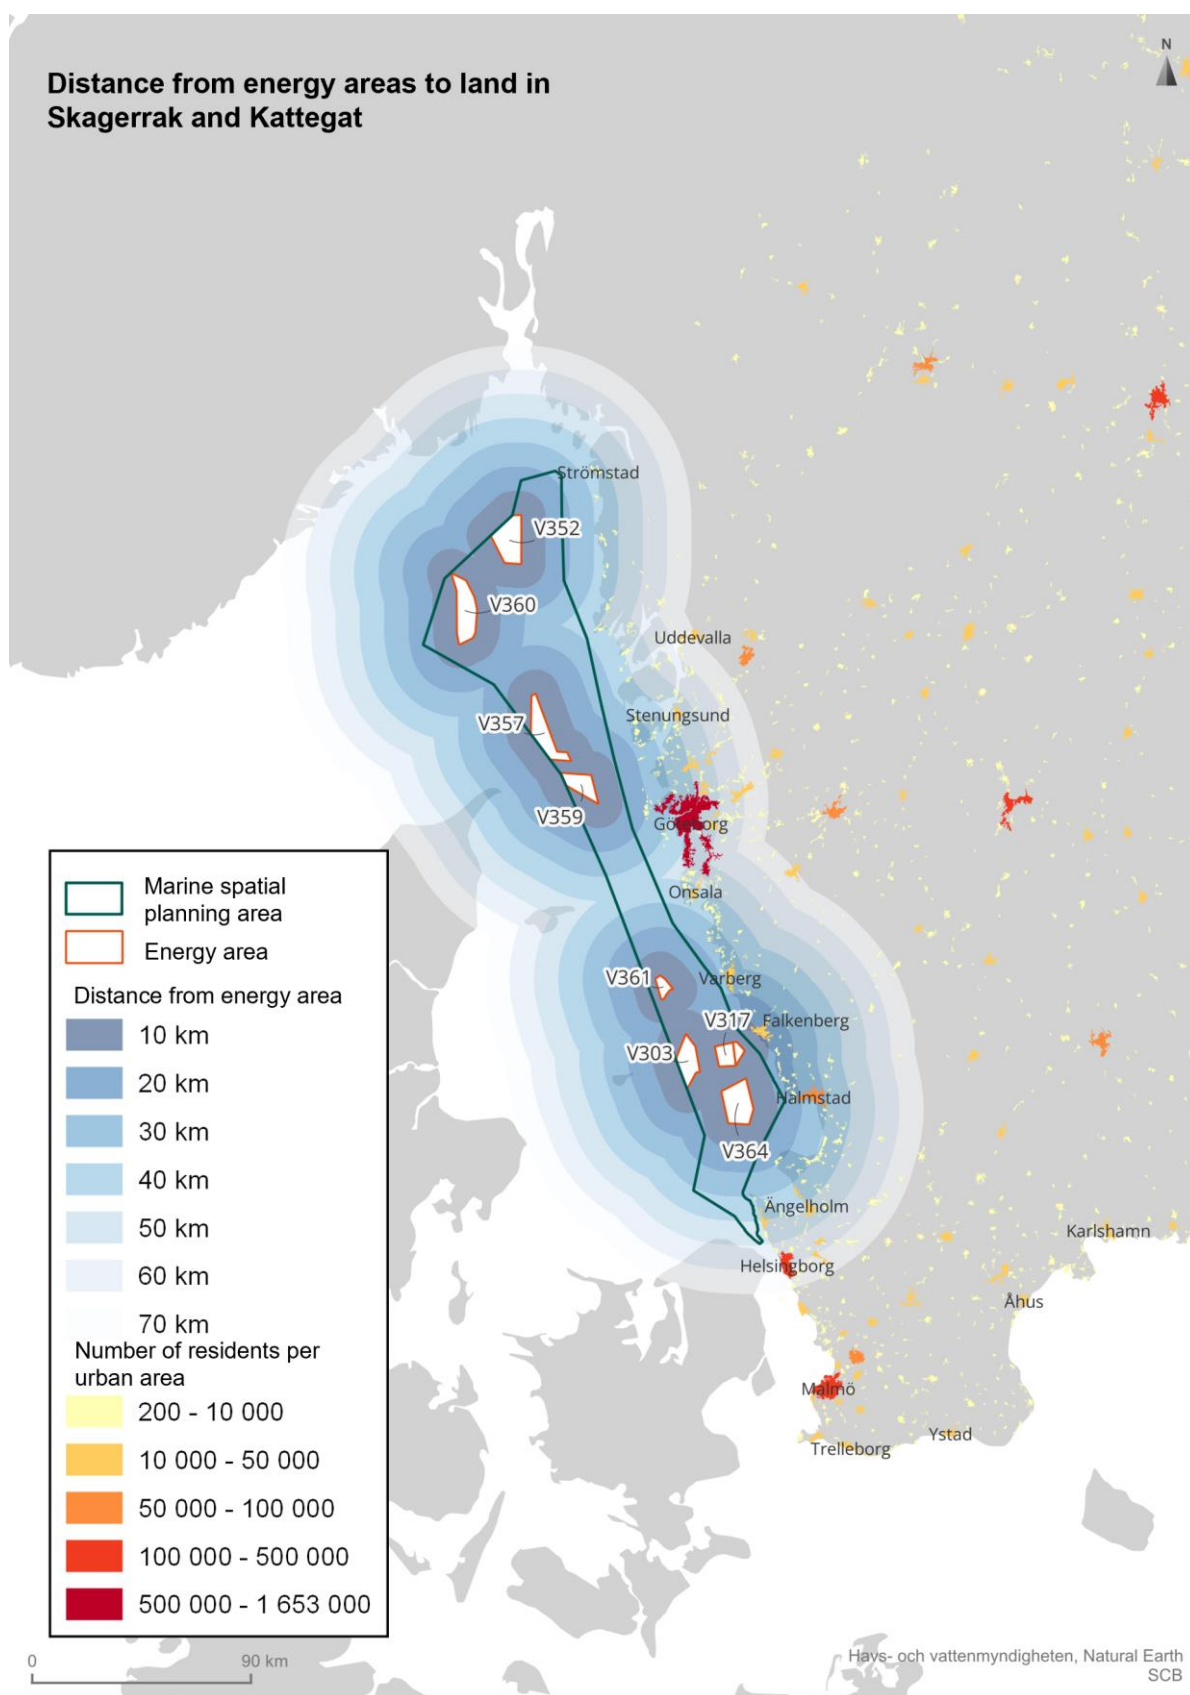 N
Distance from energy areas to land in
Skagerrak and Kattegat
Strömstad
V352
V360
Uddevalla
Stenungsund
V357
V359
Göteborg
Onsala
V361
Varberg
V317
Falkenberg
V303
Halmstad
V364
Ängelholm
Karlshamn
Helsingborg
Åhus
Malmö
Ystad
Trelleborg
Marine spatial
planning area
Energy area
Distance from energy area
10 km
20 km
30 km
40 km
50 km
60 km
70 km
Number of residents per
urban area
200 - 10 000
10 000 - 50 000
50 000 - 100 000
100 000 - 500 000
500 000 - 1 653 000
0 90 km
Havs- och vattenmyndigheten, Natural Earth
SCB